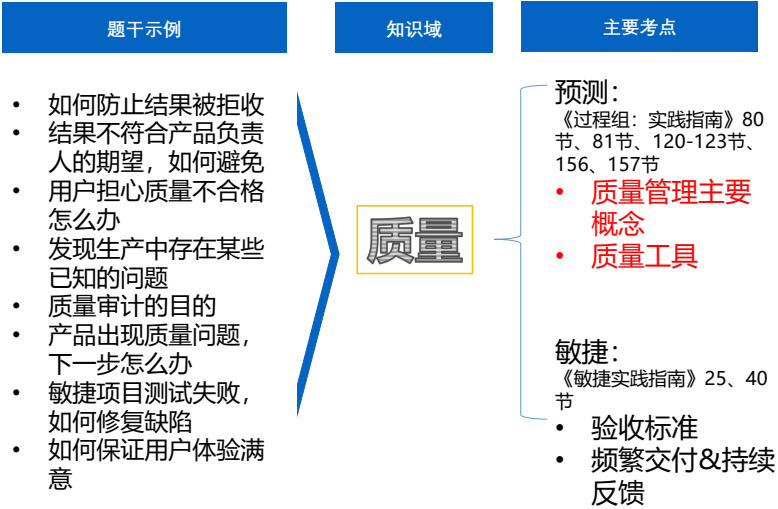 题干示例
知识域
主要考点
• 如何防止结果被拒收
• 结果不符合产品负责
人的期望，如何避免
• 用户担心质量不合格
怎么办
• 发现生产中存在某些
已知的问题
• 质量审计的目的
• 产品出现质量问题，
下一步怎么办
• 敏捷项目测试失败，
如何修复缺陷
• 如何保证用户体验满
意
质量
预测：
《过程组：实践指南》80
节、81节、120-123节、
156、157节
• 质量管理主要
概念
• 质量工具
敏捷：
《敏捷实践指南》25、40
节
• 验收标准
• 频繁交付&持续
反馈